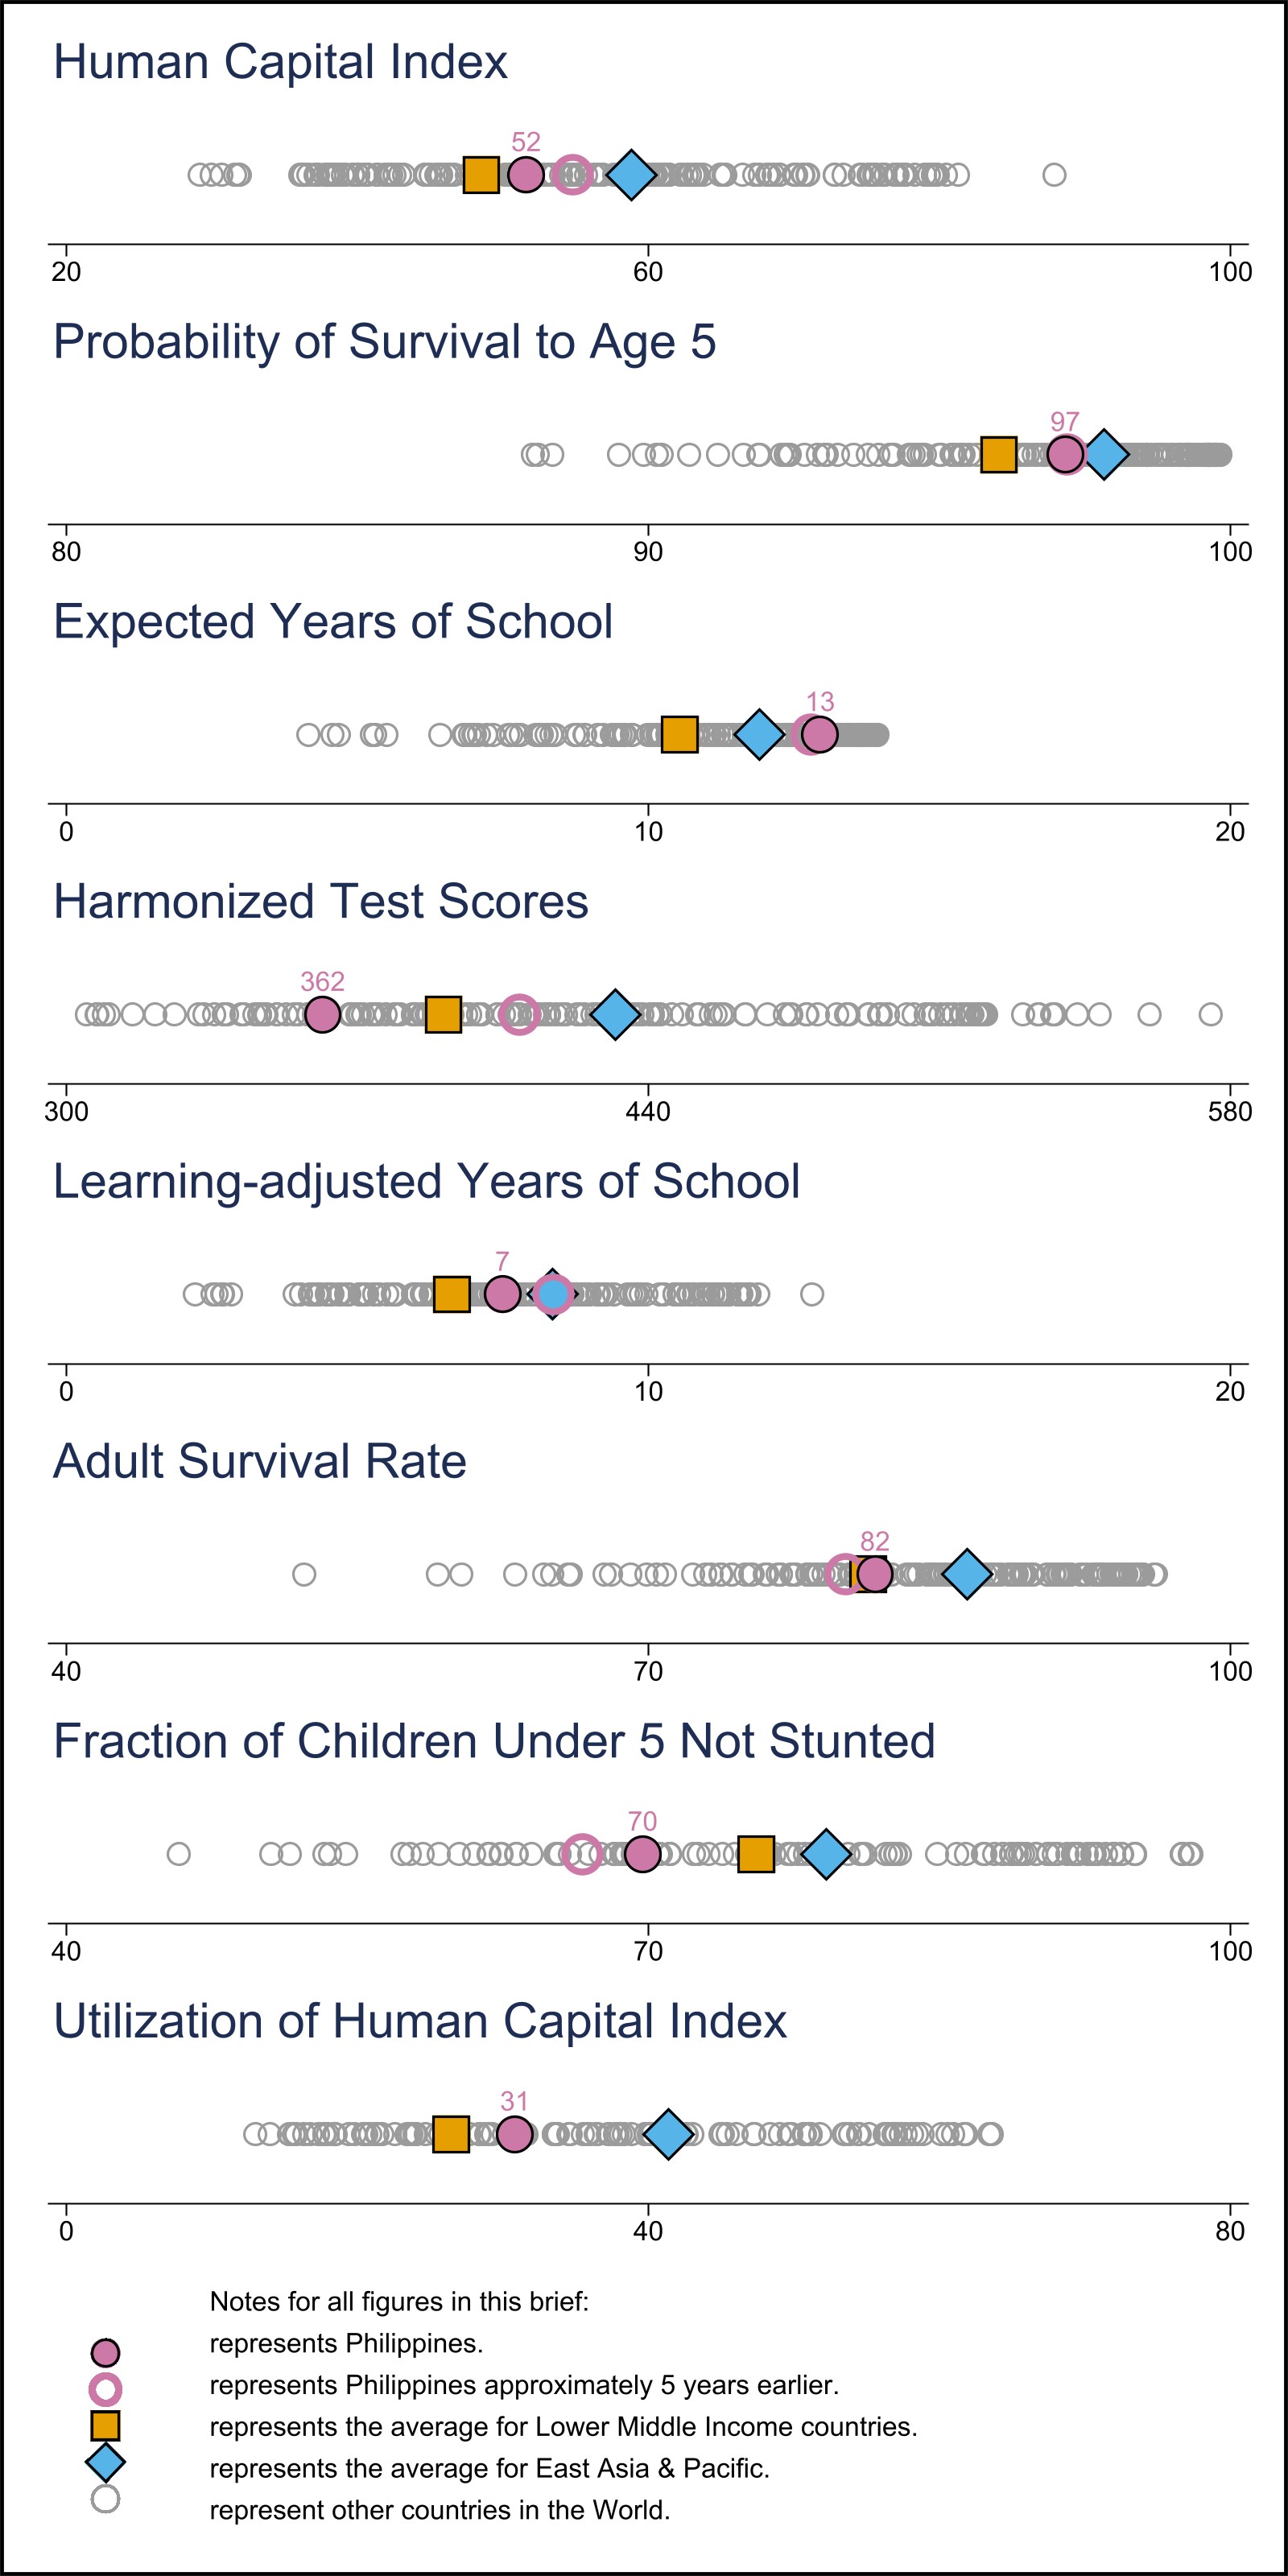 Human Capital Index
52
20 60 100
Probability of Survival to Age 5
97
80 90 100
Expected Years of School
13
0 10 20
Harmonized Test Scores
362
300 440 580
Learning-adjusted Years of School
7
0 10 20
Adult Survival Rate
82
40 70 100
Fraction of Children Under 5 Not Stunted
70
40 70 100
Utilization of Human Capital Index
31
0 40 80
Notes for all figures in this brief:
represents Philippines.
represents Philippines approximately 5 years earlier.
represents the average for Lower Middle Income countries.
represents the average for East Asia & Pacific.
represent other countries in the World.